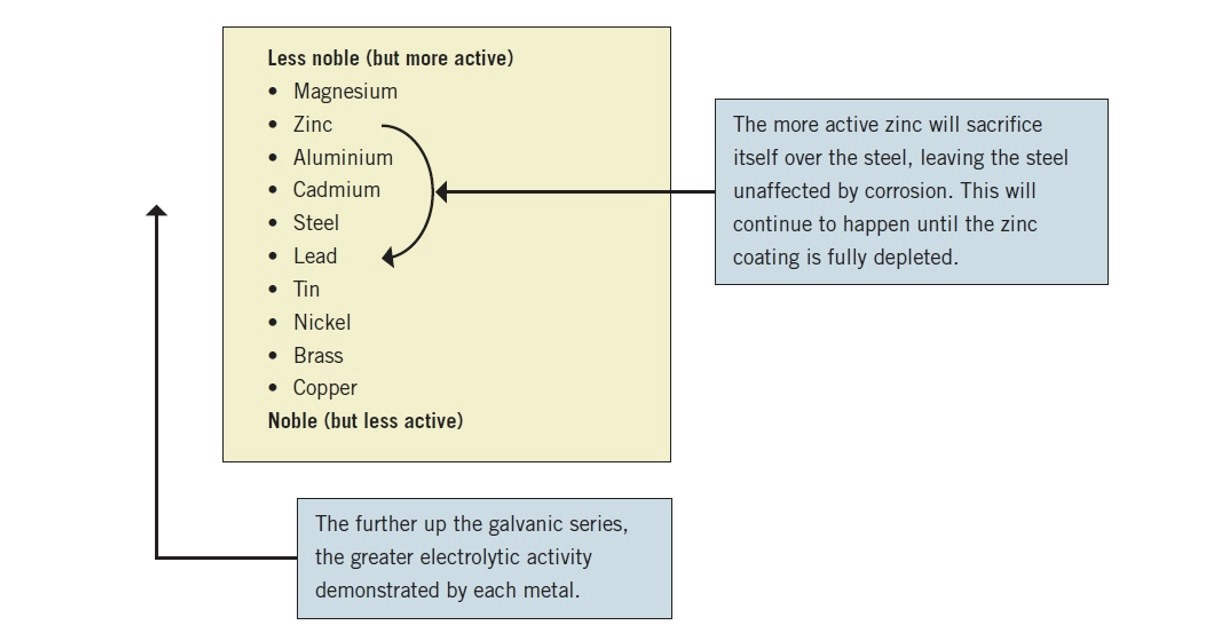 Less noble (but more active)
• Magnesium
• Zinc
• Aluminium
• Cadmium
• Steel
• Lead
• Tin
• Nickel
• Brass
• Copper
Noble (but less active)
The more active zinc will sacrifice
itself over the steel, leaving the steel
unaffected by corrosion. This will
continue to happen until the zinc
coating is fully depleted.
The further up the galvanic series,
the greater electrolytic activity
demonstrated by each metal.